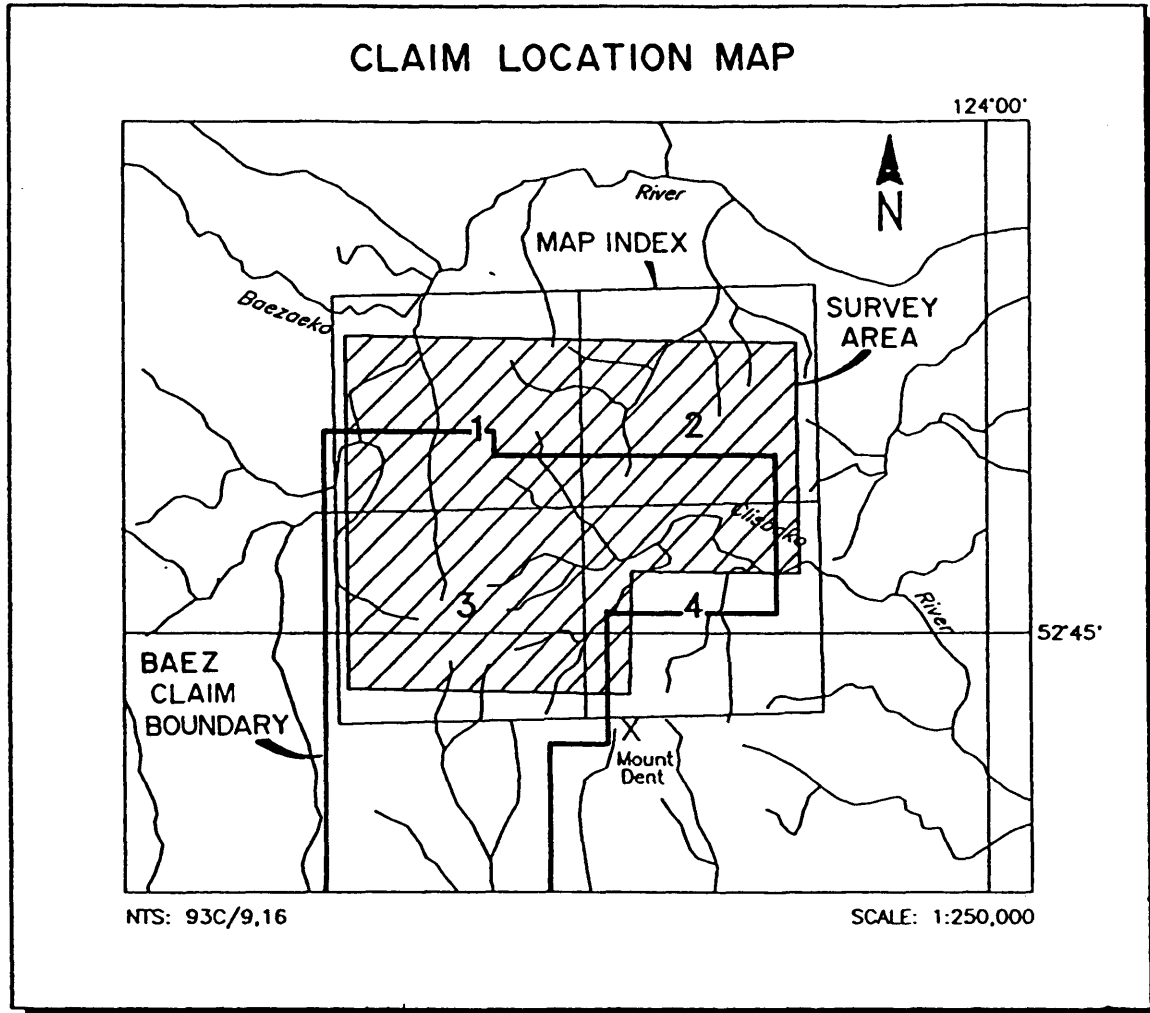 CLAIM LOCATION MAP
124°00'
River
N
MAP INDEX
Baezaeko
SURVEY
AREA
1
2
Clisbako
3
4
River
52°45'
BAEZ
CLAIM
BOUNDARY
X
Mount
Dent
NTS: 93C/9,16
SCALE: 1:250,000